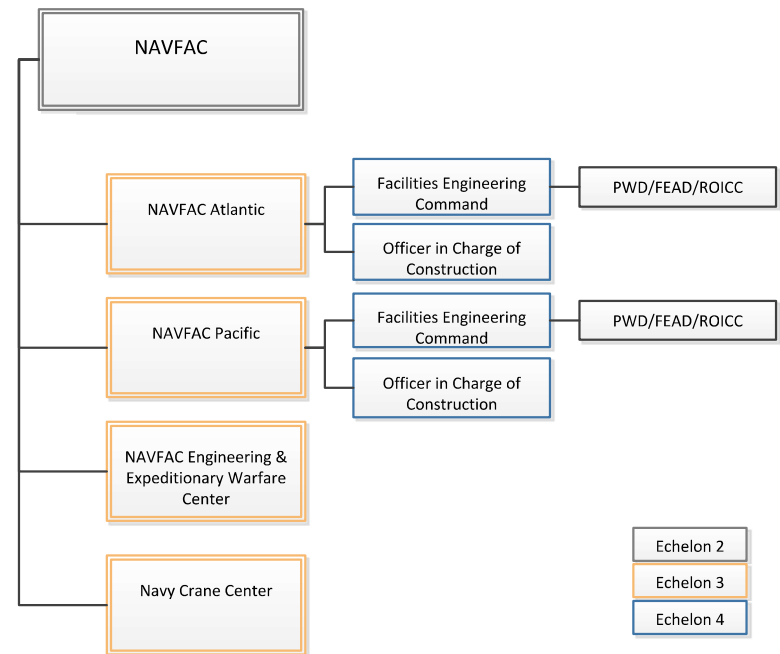 NAVFAC
NAVFAC Atlantic
Facilities Engineering
Command
PWD/FEAD/ROICC
Officer in Charge of
Construction
NAVFAC Pacific
Facilities Engineering
Command
PWD/FEAD/ROICC
Officer in Charge of
Construction
NAVFAC Engineering &
Expeditionary Warfare
Center
Navy Crane Center
Echelon 2
Echelon 3
Echelon 4